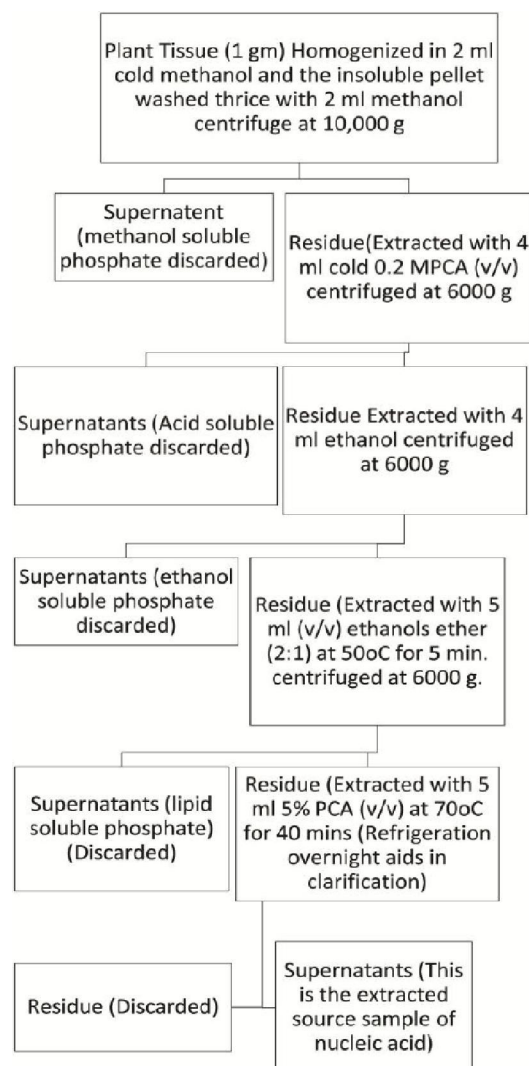 Plant Tissue (1 gm) Homogenized in 2 ml
cold methanol and the insoluble pellet
washed thrice with 2 ml methanol
centrifuge at 10,000 g
Supernatent
(methanol soluble
phosphate discarded)
Residue(Extracted with 4
ml cold 0.2 MPCA (v/v)
centrifuged at 6000 g
Supernatants (Acid soluble
phosphate discarded)
Residue Extracted with 4
ml ethanol centrifuged
at 6000 g
Supernatants (ethanol
soluble phosphate
discarded)
Residue (Extracted with 5
ml (v/v) ethanols ether
(2:1) at 50oC for 5 min.
centrifuged at 6000 g.
Supernatants (lipid
soluble phosphate)
(Discarded)
Residue (Extracted with 5
ml 5% PCA (v/v) at 70oC
for 40 mins (Refrigeration
overnight aids in
clarification)
Residue (Discarded)
Supernatants (This
is the extracted
source sample of
nucleic acid)